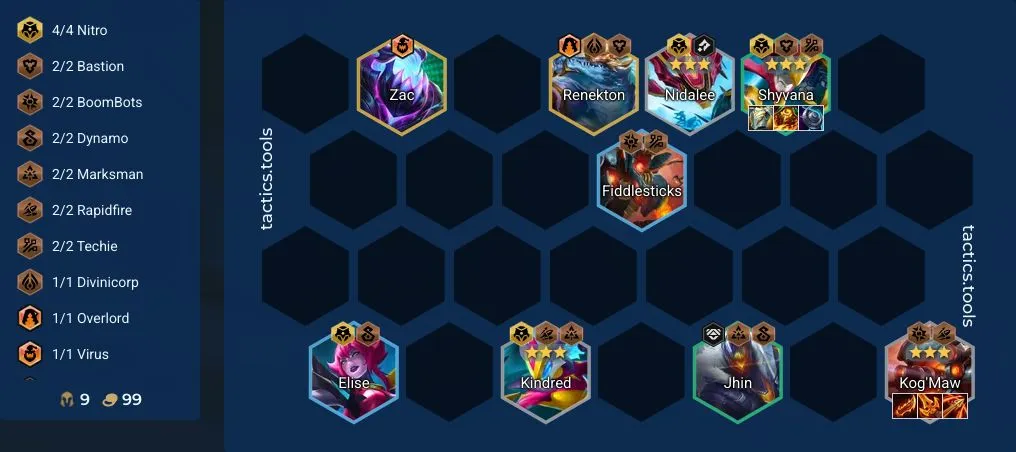 4/4 Nitro
2/2 Bastion
2/2 BoomBots
2/2 Dynamo
2/2 Marksman
2/2 Rapidfire
2/2 Techie
1/1 Divinicorp
1/1 Overlord
1/1 Virus
9 99
tactics.tools
Zac
Renekton
Nidalee
Shyvana
Fiddlesticks
tactics.tools
Elise
Kindred
Jhin
Kog'Maw